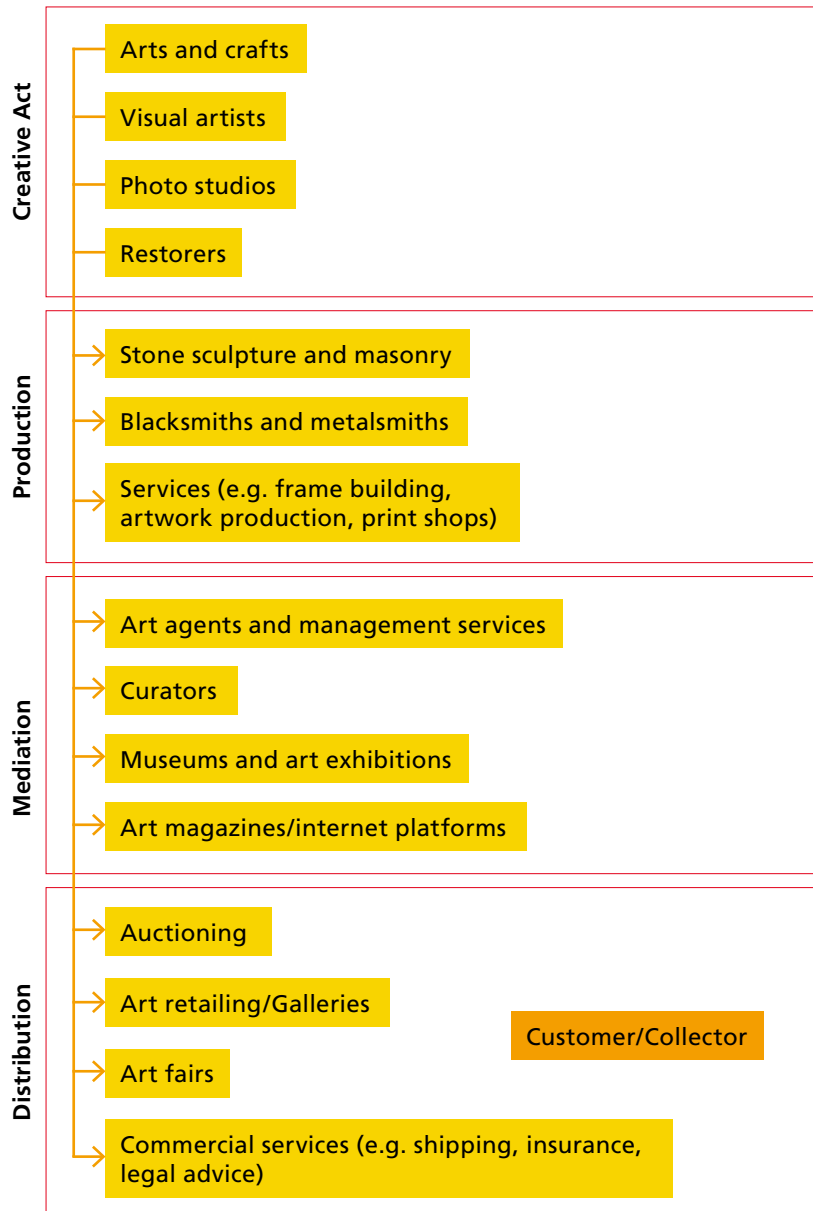 Creative Act
Arts and crafts
Visual artists
Photo studios
Restorers
Production
Stone sculpture and masonry
Blacksmiths and metalsmiths
Services (e.g. frame building,
artwork production, print shops)
Mediation
Art agents and management services
Curators
Museums and art exhibitions
Art magazines/internet platforms
Distribution
Auctioning
Art retailing/Galleries
Customer/Collector
Art fairs
Commercial services (e.g. shipping, insurance,
legal advice)